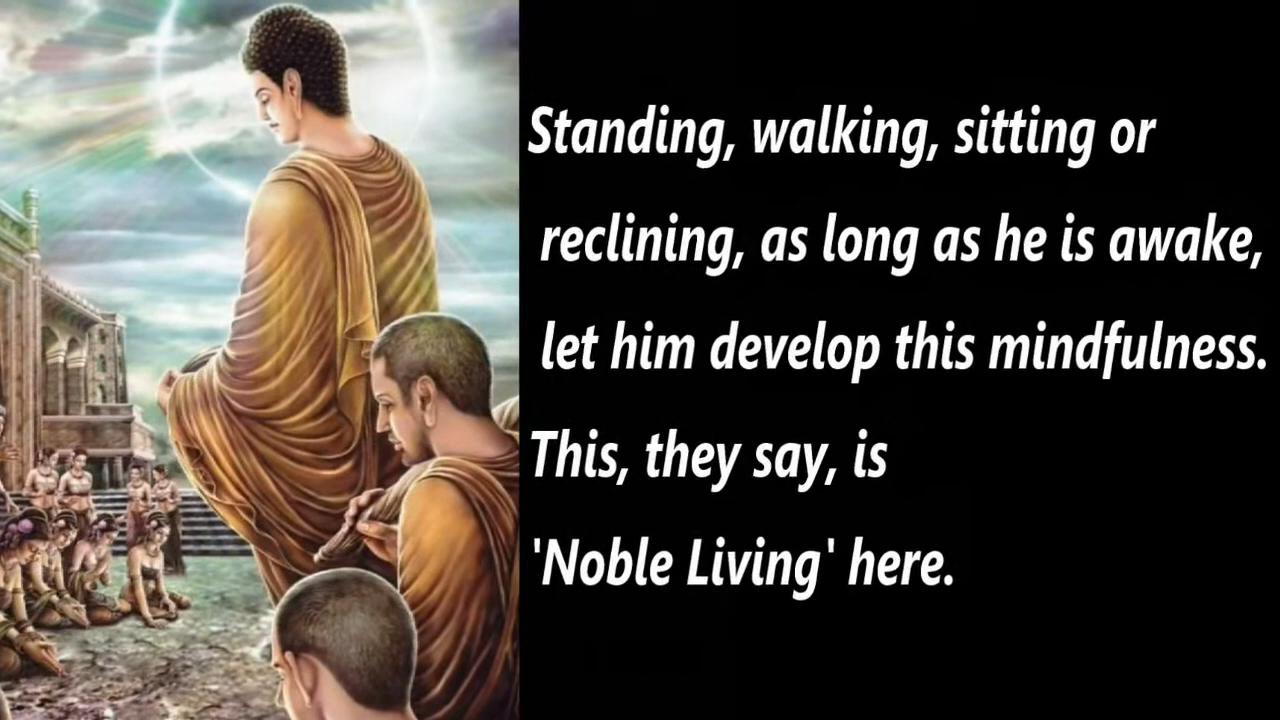 Standing, walking, sitting or
reclining, as long as he is awake,
let him develop this mindfulness.
This, they say, is
'Noble Living' here.